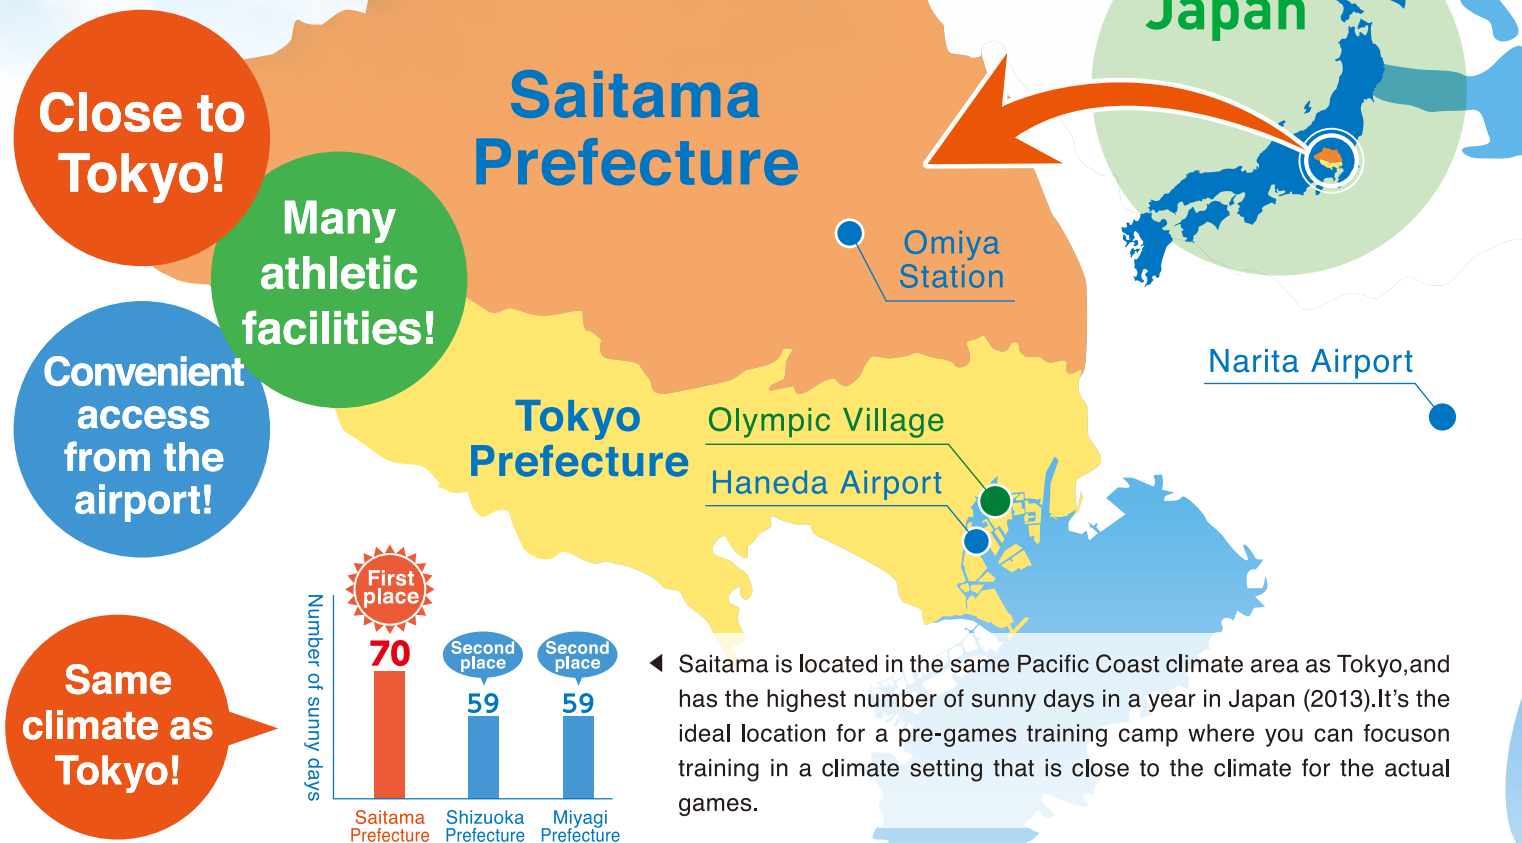 Japan
Close to
Tokyo!
Saitama
Prefecture
Many
athletic
facilities!
Omiya
Station
Convenient
access
from the
airport!
Narita Airport
Tokyo
Prefecture
Olympic Village
Haneda Airport
Same
climate as
Tokyo!
Number of sunny days
First
place
70
Second
place
59
Second
place
59
Saitama
Prefecture
Shizuoka
Prefecture
Miyagi
Prefecture
Saitama is located in the same Pacific Coast climate area as Tokyo,and
has the highest number of sunny days in a year in Japan (2013).It's the
ideal location for a pre-games training camp where you can focuson
training in a climate setting that is close to the climate for the actual
games.